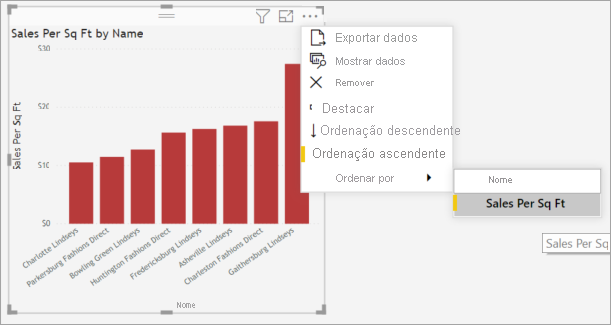 Sales Per Sq Ft by Name
$30
$20
$10
$0
Sales Per Sq Ft
Charlotte Lindseys
Parkersburg Fashions Direct
Bowling Green Lindseys
Huntington Fashions Direct
Fredericksburg Lindseys
Asheville Lindseys
Charleston Fashions Direct
Gaithersburg Lindseys
Nome
Exportar dados
Mostrar dados
Remover
Destacar
Ordenação descendente
Ordenação ascendente
Ordenar por
Nome
Sales Per Sq Ft
Sales Per Sq